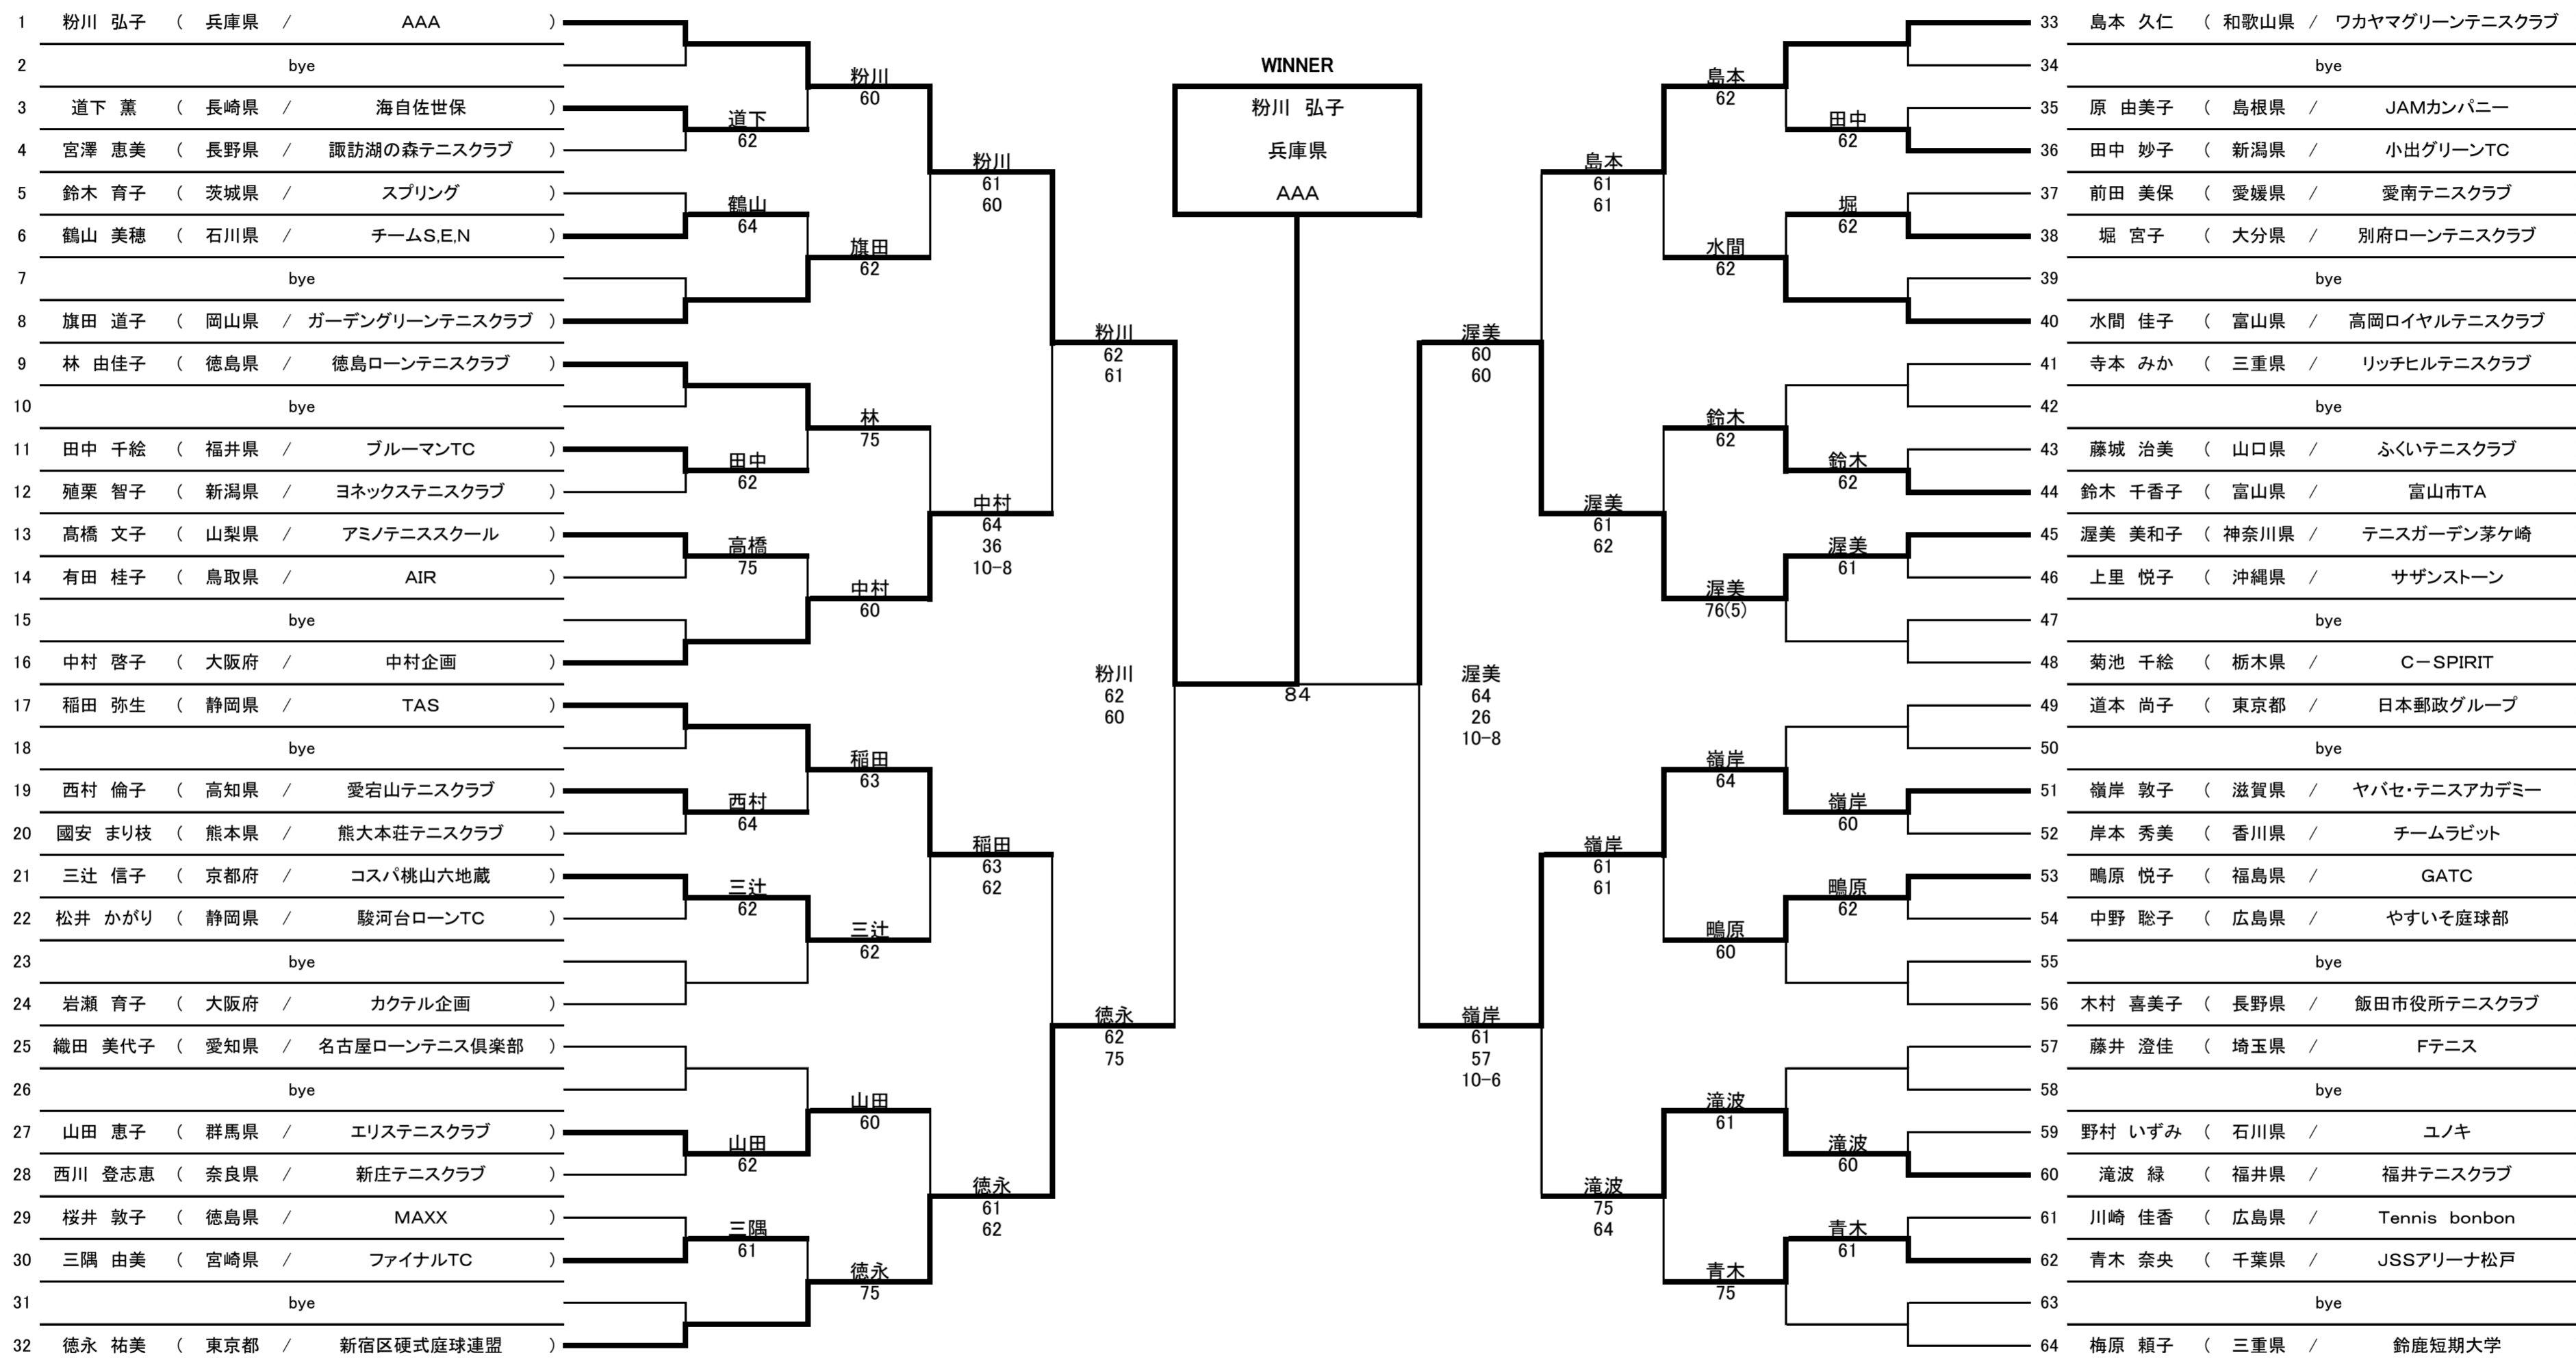 WINNER
粉川 弘子
兵庫県
AAA
1 粉川 弘子 ( 兵庫県 / AAA )
2 bye
3 道下 薫 ( 長崎県 / 海自佐世保 )
4 宮澤 恵美 ( 長野県 / 諏訪湖の森テニスクラブ )
5 鈴木 育子 ( 茨城県 / スプリング )
6 鶴山 美穂 ( 石川県 / チームS,E,N )
7 bye
8 旗田 道子 ( 岡山県 / ガーデングリーンテニスクラブ )
9 林 由佳子 ( 徳島県 / 徳島ローンテニスクラブ )
10 bye
11 田中 千絵 ( 福井県 / ブルーマンTC )
12 殖栗 智子 ( 新潟県 / ヨネックステニスクラブ )
13 髙橋 文子 ( 山梨県 / アミノテニススクール )
14 有田 桂子 ( 鳥取県 / AIR )
15 bye
16 中村 啓子 ( 大阪府 / 中村企画 )
17 稲田 弥生 ( 静岡県 / TAS )
18 bye
19 西村 倫子 ( 高知県 / 愛宕山テニスクラブ )
20 國安 まり枝 ( 熊本県 / 熊大本荘テニスクラブ )
21 三辻 信子 ( 京都府 / コスパ桃山六地蔵 )
22 松井 かがり ( 静岡県 / 駿河台ローンTC )
23 bye
24 岩瀬 育子 ( 大阪府 / カクテル企画 )
25 織田 美代子 ( 愛知県 / 名古屋ローンテニス倶楽部 )
26 bye
27 山田 恵子 ( 群馬県 / エリステニスクラブ )
28 西川 登志恵 ( 奈良県 / 新庄テニスクラブ )
29 桜井 敦子 ( 徳島県 / MAXX )
30 三隅 由美 ( 宮崎県 / ファイナルTC )
31 bye
32 徳永 祐美 ( 東京都 / 新宿区硬式庭球連盟 )
道下
62
鶴山
64
田中
62
高橋
75
西村
64
三辻
62
山田
62
三隅
61
粉川
60
旗田
62
林
75
中村
60
稲田
63
三辻
62
山田
60
徳永
75
粉川
61
60
中村
64
36
10-8
稲田
63
62
徳永
61
62
粉川
62
61
徳永
62
75
粉川
62
60
84
渥美
64
26
10-8
渥美
60
60
嶺岸
61
57
10-6
島本
61
61
渥美
61
62
嶺岸
61
61
滝波
75
64
島本
62
水間
62
鈴木
62
渥美
76(5)
嶺岸
64
鴫原
60
滝波
61
青木
75
田中
62
堀
62
鈴木
62
渥美
61
嶺岸
60
鴫原
62
滝波
60
青木
61
33 島本 久仁 ( 和歌山県 / ワカヤマグリーンテニスクラブ
34 bye
35 原 由美子 ( 島根県 / JAMカンパニー
36 田中 妙子 ( 新潟県 / 小出グリーンTC
37 前田 美保 ( 愛媛県 / 愛南テニスクラブ
38 堀 宮子 ( 大分県 / 別府ローンテニスクラブ
39 bye
40 水間 佳子 ( 富山県 / 高岡ロイヤルテニスクラブ
41 寺本 みか ( 三重県 / リッチヒルテニスクラブ
42 bye
43 藤城 治美 ( 山口県 / ふくいテニスクラブ
44 鈴木 千香子 ( 富山県 / 富山市TA
45 渥美 美和子 ( 神奈川県 / テニスガーデン茅ケ崎
46 上里 悦子 ( 沖縄県 / サザンストーン
47 bye
48 菊池 千絵 ( 栃木県 / C-SPIRIT
49 道本 尚子 ( 東京都 / 日本郵政グループ
50 bye
51 嶺岸 敦子 ( 滋賀県 / ヤバセ・テニスアカデミー
52 岸本 秀美 ( 香川県 / チームラビット
53 鴫原 悦子 ( 福島県 / GATC
54 中野 聡子 ( 広島県 / やすいそ庭球部
55 bye
56 木村 喜美子 ( 長野県 / 飯田市役所テニスクラブ
57 藤井 澄佳 ( 埼玉県 / Fテニス
58 bye
59 野村 いずみ ( 石川県 / ユノキ
60 滝波 緑 ( 福井県 / 福井テニスクラブ
61 川崎 佳香 ( 広島県 / Tennis bonbon
62 青木 奈央 ( 千葉県 / JSSアリーナ松戸
63 bye
64 梅原 頼子 ( 三重県 / 鈴鹿短期大学